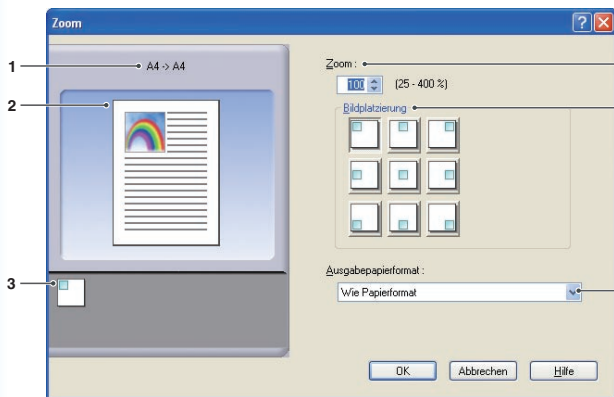 Zoom
1
A4 -> A4
2
3
Zoom :
100
(25 - 400 %)
Bildplatzierung
Ausgabepapierformat :
Wie Papierformat
OK
Abbrechen
Hilfe